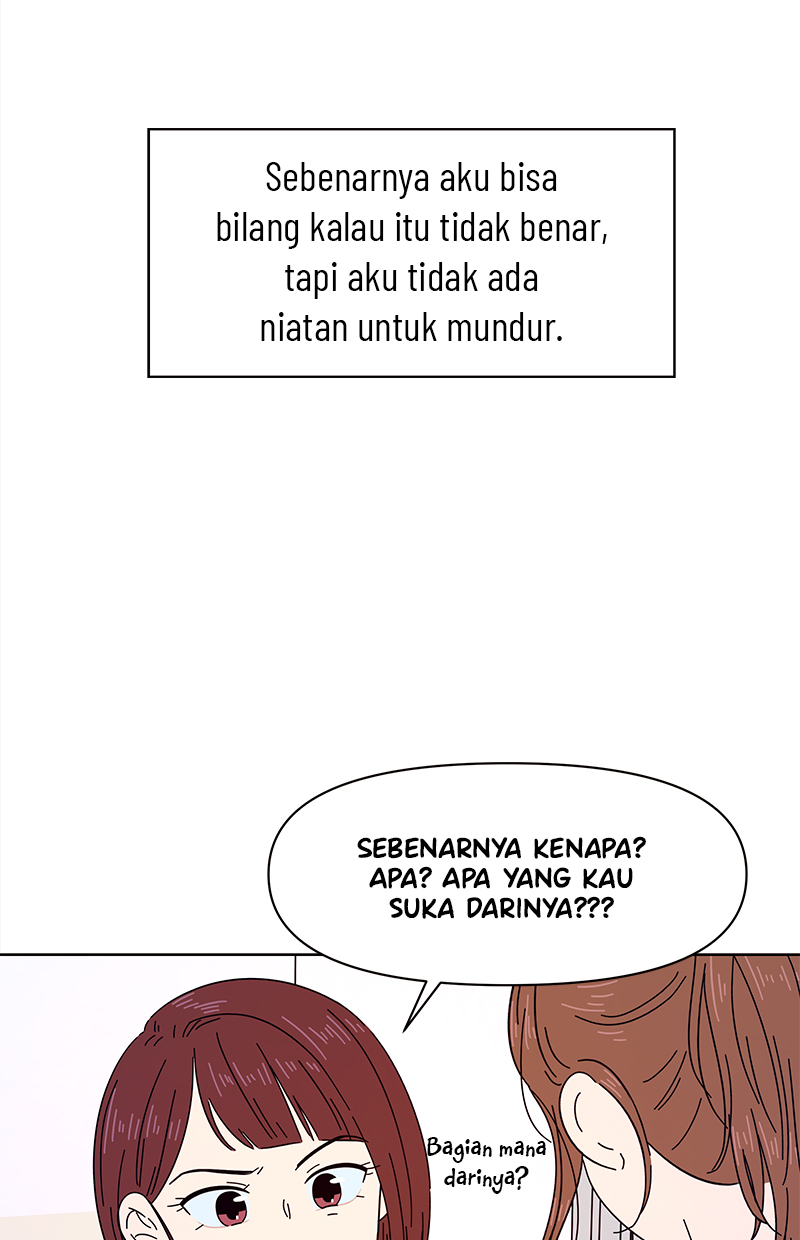 Sebenarnya aku bisa
bilang kalau itu tidak benar,
tapi aku tidak ada
niatan untuk mundur.
SEBENARNYA KENAPA?
APA? APA YANG KAU
SUKA DARINYA???
Bagian mana
darinya?